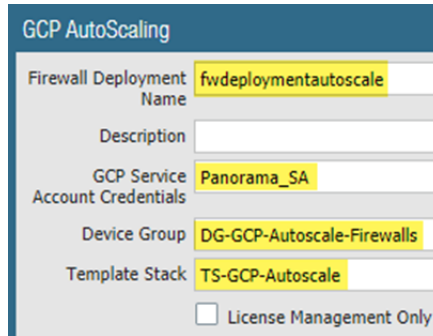 GCP AutoScaling
Firewall Deployment Name fwdeploymentautoscale
Description
GCP Service Account Credentials Panorama_SA
Device Group DG-GCP-Autoscale-Firewalls
Template Stack TS-GCP-Autoscale
License Management Only